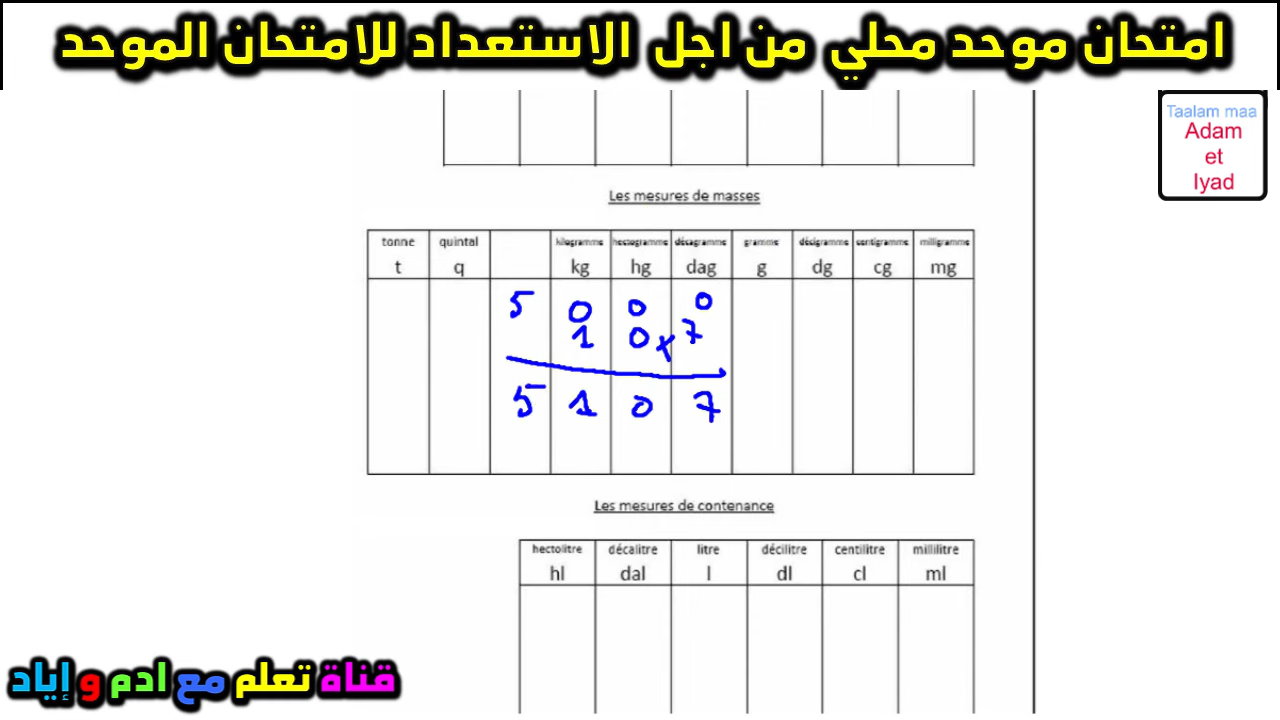 امتحان موحد محلي من اجل الاستعداد للامتحان الموحد
Taalam maa
Adam
et
Iyad
Les mesures de masses
tonne quintal kilogramme hectogramme décagramme gramme décigramme centigramme milligramme
t q kg hg dag g dg cg mg
5 0 0 0
1 0 x 7
5 1 0 7
Les mesures de contenance
hectolitre décalitre litre décilitre centilitre millilitre
hl dal l dl cl ml
قناة تعلم مع ادم و إياد